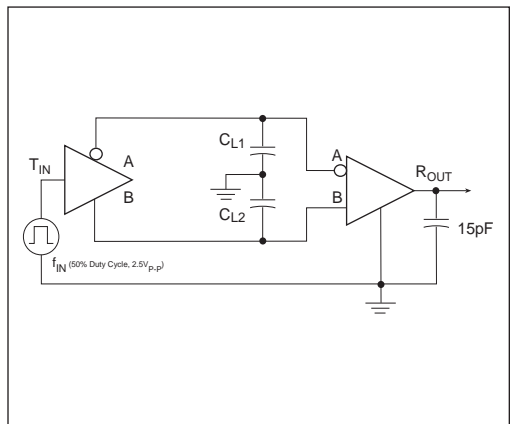 CL1
A
A
TIN
ROUT
B
B
CL2
15pF
fIN (50% Duty Cycle, 2.5VP-P)